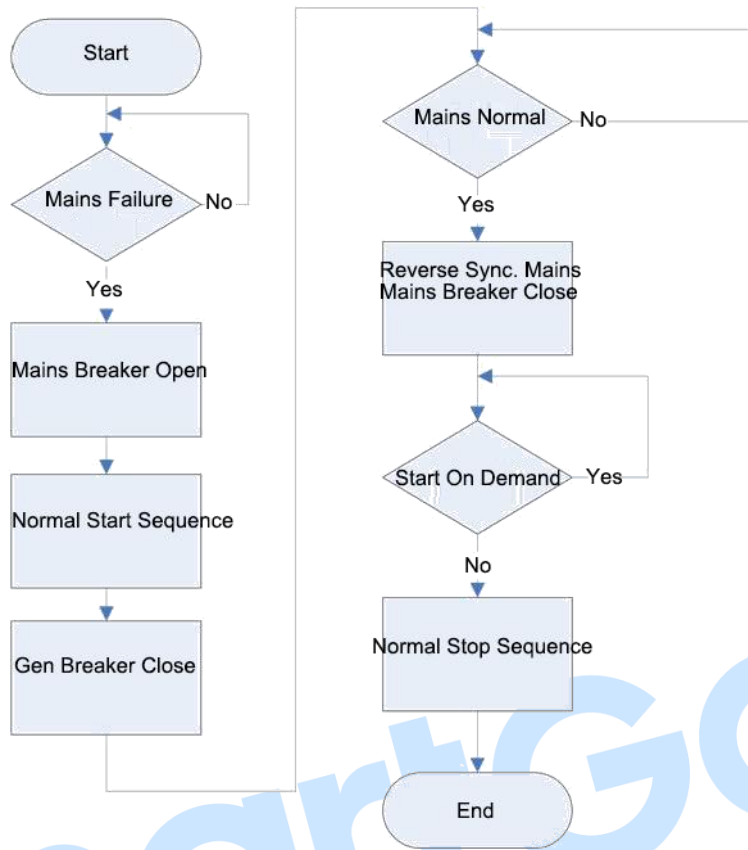 Start
Mains Failure
No
Yes
Mains Breaker Open
Normal Start Sequence
Gen Breaker Close
Mains Normal
No
Yes
Reverse Sync. Mains
Mains Breaker Close
Start On Demand
Yes
No
Normal Stop Sequence
End